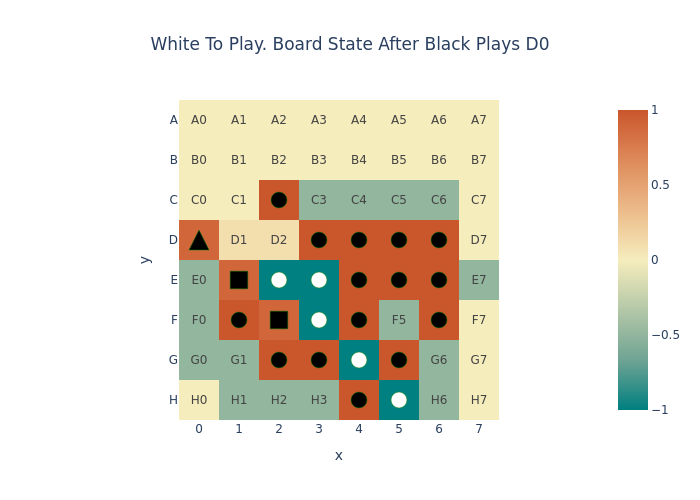 White To Play. Board State After Black Plays D0
A A0 A1 A2 A3 A4 A5 A6 A7
B B0 B1 B2 B3 B4 B5 B6 B7
C C0 C1 C3 C4 C5 C6 C7
D D1 D2 D7
E E0 E7
F F0 F5 F7
G G0 G1 G6 G7
H H0 H1 H2 H3 H6 H7
0 1 2 3 4 5 6 7
x
y
1
0.5
0
−0.5
−1